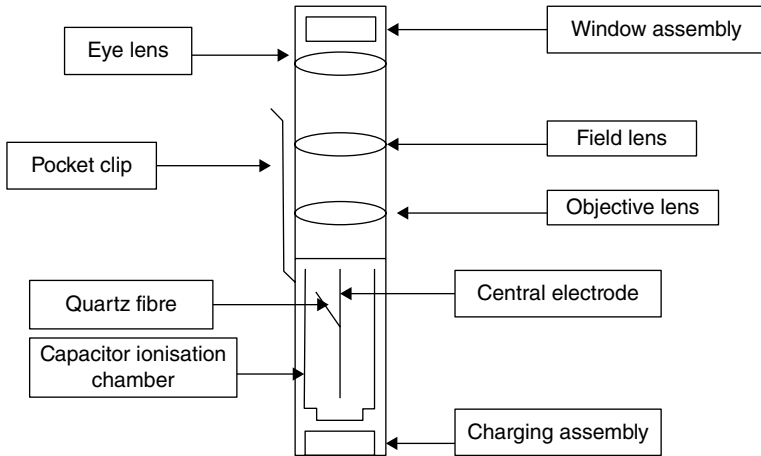 Window assembly
Eye lens
Field lens
Pocket clip
Objective lens
Quartz fibre
Central electrode
Capacitor ionisation
chamber
Charging assembly